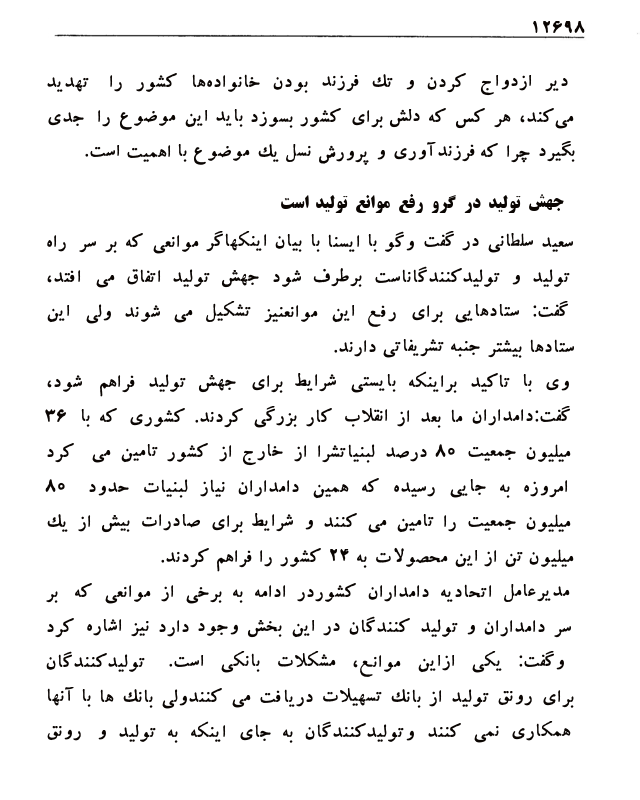 ۱۲۶۹۸
دیر ازدواج کردن و تك فرزند بودن خانواده‌ها کشور را تهدید
می‌کند، هر کس که دلش برای کشور بسوزد باید این موضوع را جدی
بگیرد چرا که فرزندآوری و پرورش نسل یك موضوع با اهمیت است.
جهش تولید در گرو رفع موانع تولید است
سعید سلطانی در گفت وگو با ایسنا با بیان اینکهاگر موانعی که بر سر راه
تولید و تولیدکنندگاناست برطرف شود جهش تولید اتفاق می افتد،
گفت: ستادهایی برای رفع این موانعنیز تشکیل می شوند ولی این
ستادها بیشتر جنبه تشریفاتی دارند.
وی با تاکید براینکه بایستی شرایط برای جهش تولید فراهم شود،
گفت:دامداران ما بعد از انقلاب کار بزرگی کردند. کشوری که با ۳۶
میلیون جمعیت ۸۰ درصد لبنیاتشرا از خارج از کشور تامین می کرد
امروزه به جایی رسیده که همین دامداران نیاز لبنیات حدود ۸۰
میلیون جمعیت را تامین می کنند و شرایط برای صادرات بیش از یك
میلیون تن از این محصولات به ۲۴ کشور را فراهم کردند.
مدیرعامل اتحادیه دامداران کشوردر ادامه به برخی از موانعی که بر
سر دامداران و تولید کنندگان در این بخش وجود دارد نیز اشاره کرد
وگفت: یکی ازاین موانع، مشکلات بانکی است. تولیدکنندگان
برای رونق تولید از بانك تسهیلات دریافت می کنندولی بانك ها با آنها
همکاری نمی کنند وتولیدکنندگان به جای اینکه به تولید و رونق